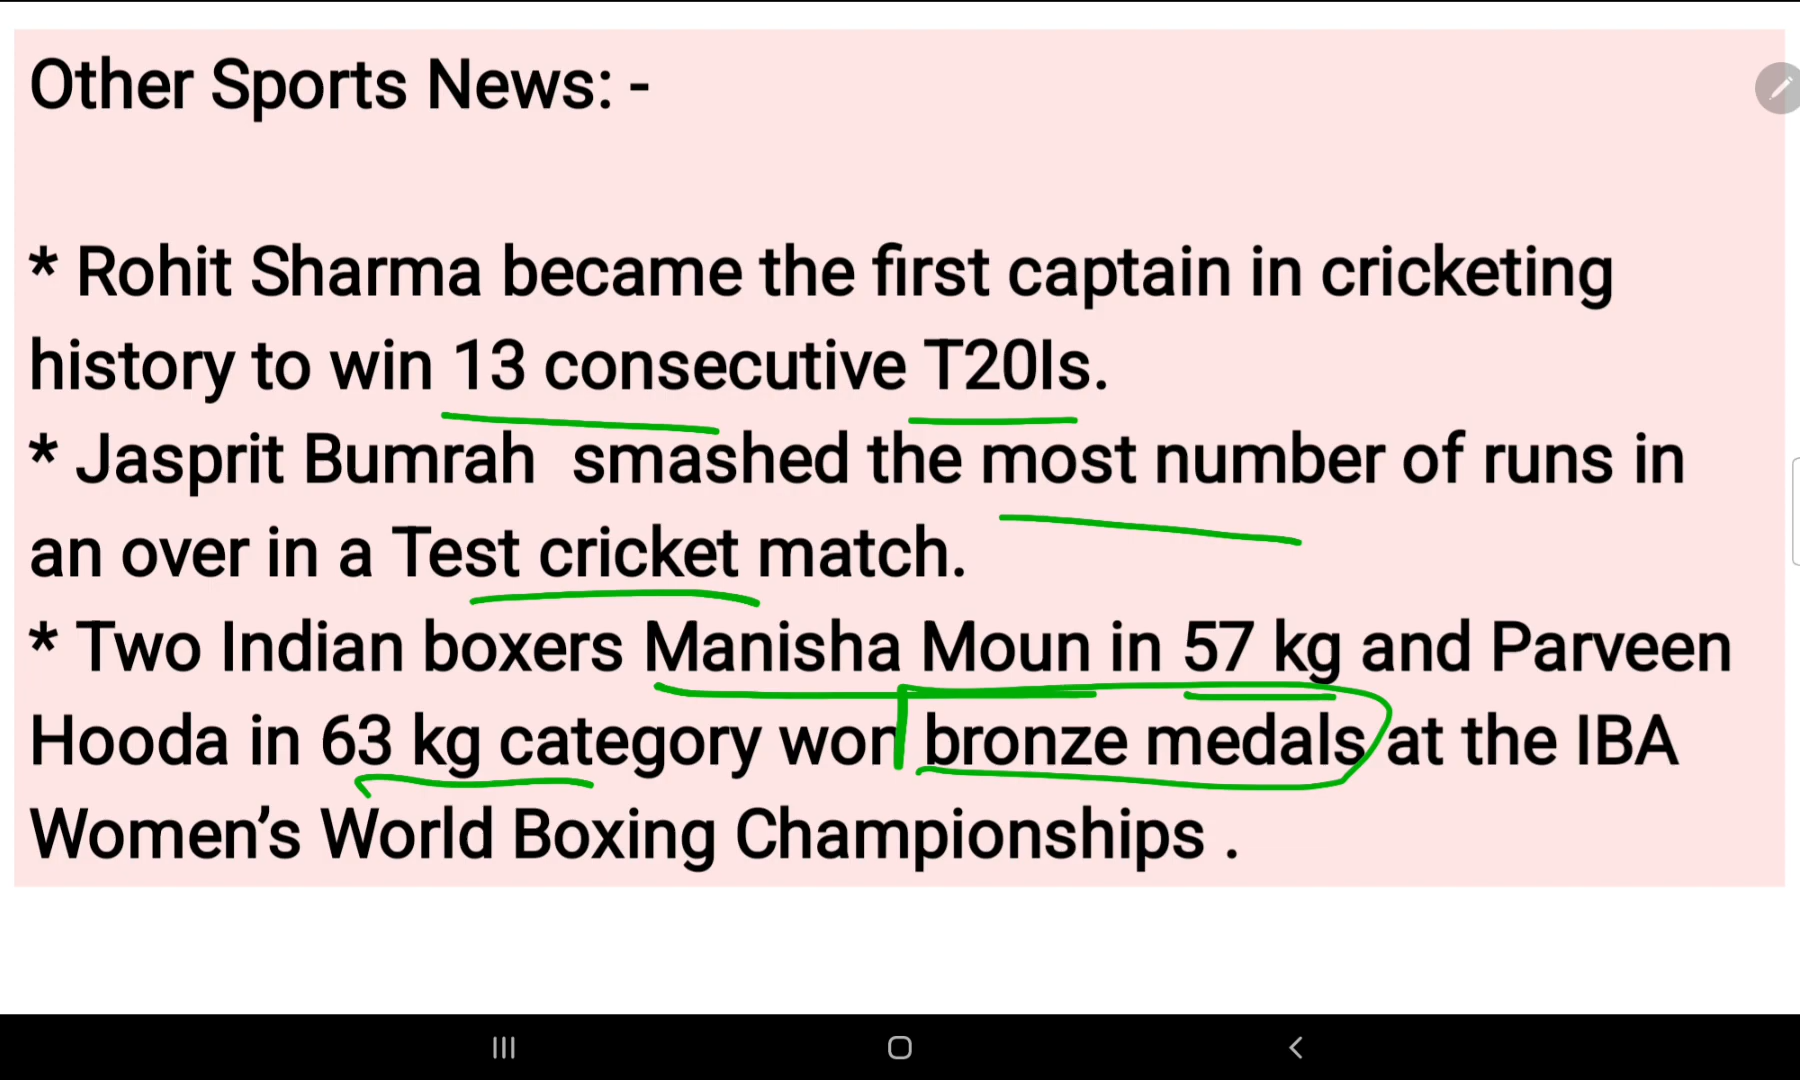 Other Sports News: -
* Rohit Sharma became the first captain in cricketing
history to win 13 consecutive T20Is.
* Jasprit Bumrah  smashed the most number of runs in
an over in a Test cricket match.
* Two Indian boxers Manisha Moun in 57 kg and Parveen
Hooda in 63 kg category won bronze medals at the IBA
Women’s World Boxing Championships .